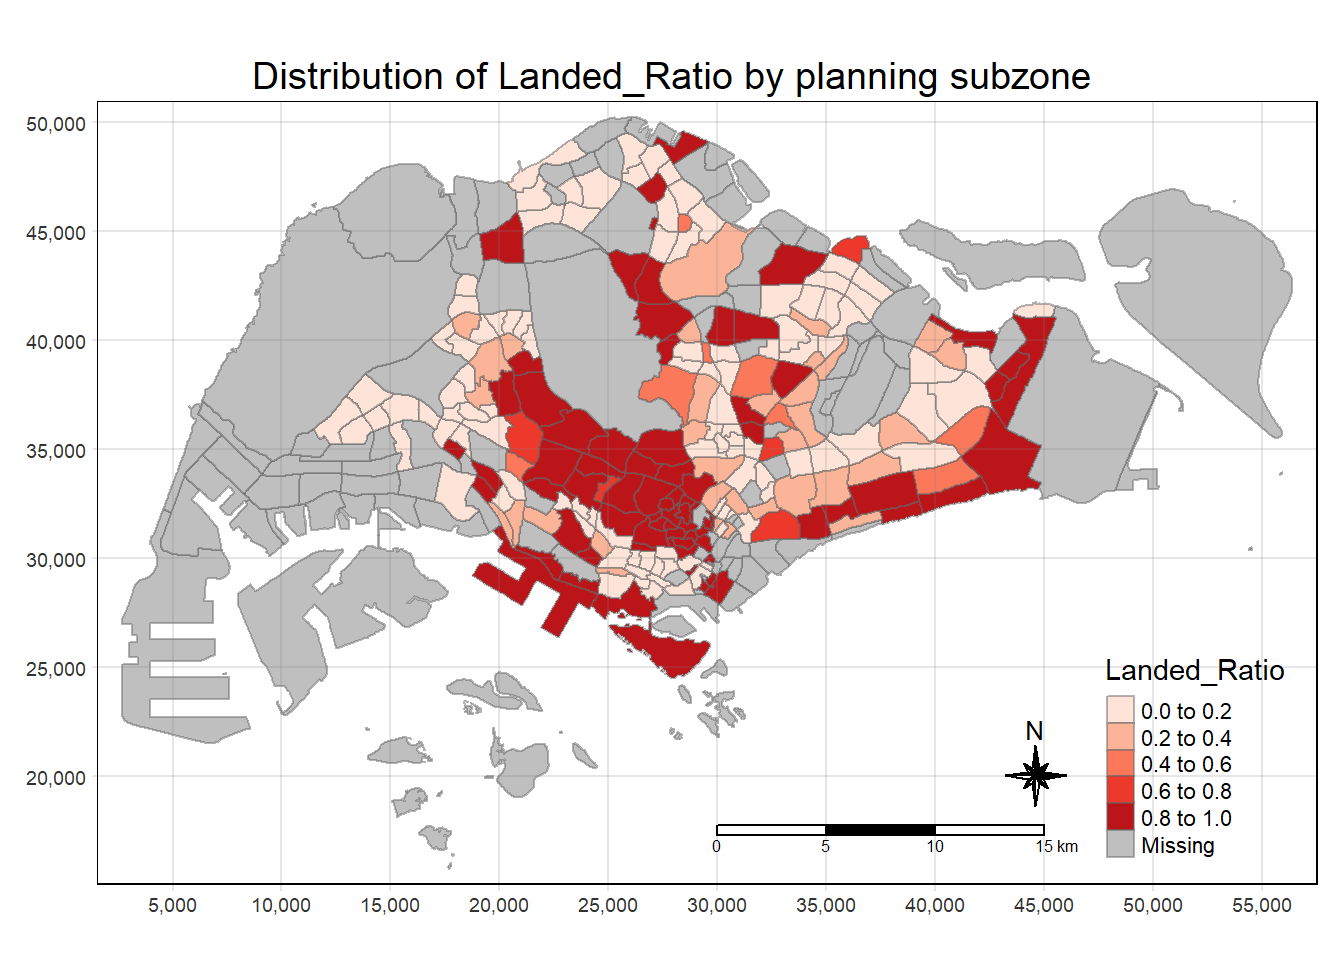 Distribution of Landed_Ratio by planning subzone
50,000
45,000
40,000
35,000
30,000
25,000
20,000
5,000 10,000 15,000 20,000 25,000 30,000 35,000 40,000 45,000 50,000 55,000
N
0 5 10 15 km
Landed_Ratio
0.0 to 0.2
0.2 to 0.4
0.4 to 0.6
0.6 to 0.8
0.8 to 1.0
Missing